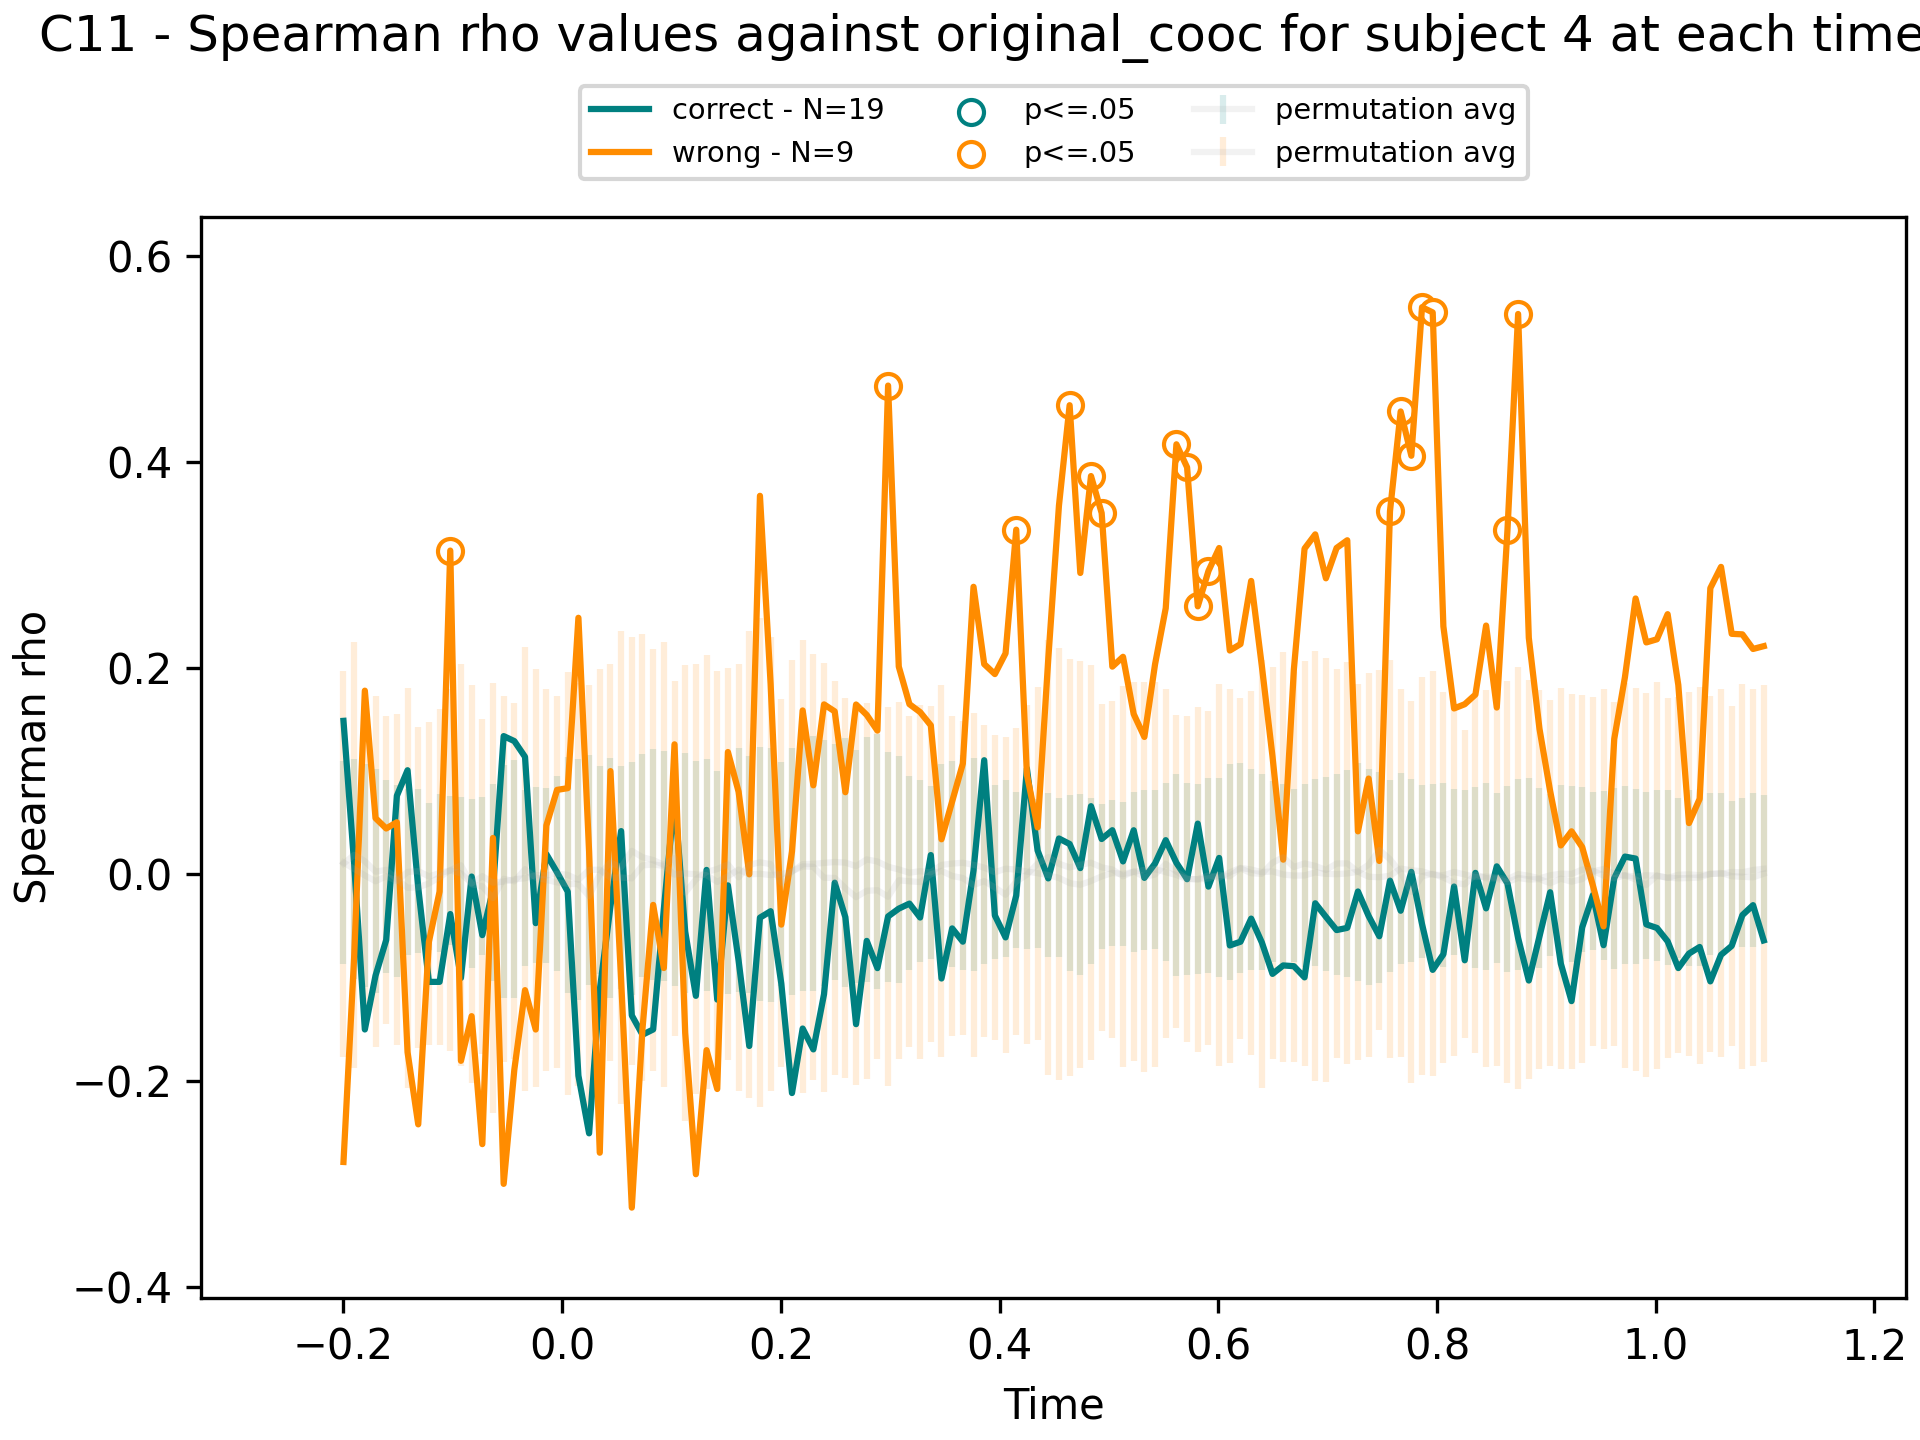 C11 - Spearman rho values against original_cooc for subject 4 at each time
correct - N=19 p<=.05 permutation avg
wrong - N=9 p<=.05 permutation avg
0.6
0.4
0.2
0.0
−0.2
−0.4
Spearman rho
−0.2 0.0 0.2 0.4 0.6 0.8 1.0 1.2
Time